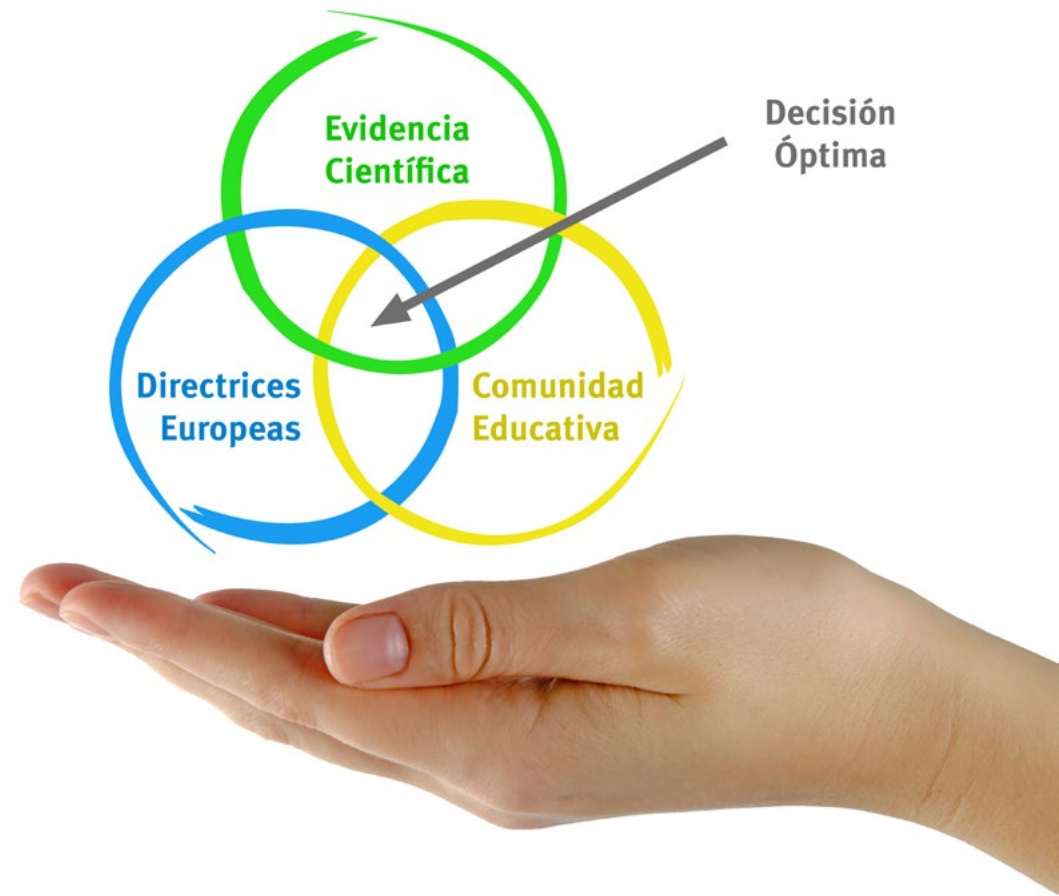 Evidencia
Científica
Decisión
Óptima
Directrices
Europeas
Comunidad
Educativa